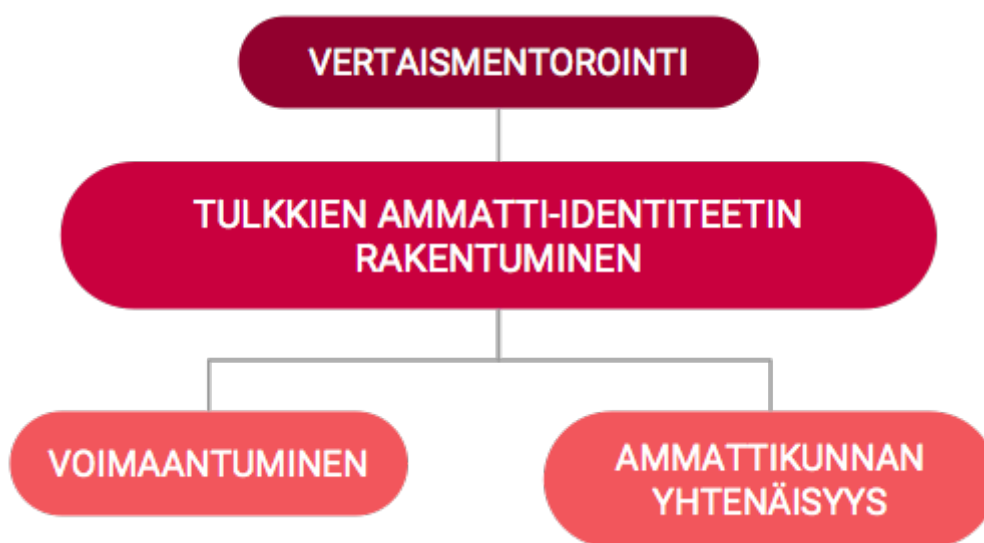 VERTAISMENTOROINTI
TULKKIEN AMMATTI-IDENTITEETIN
RAKENTUMINEN
VOIMAANTUMINEN
AMMATTIKUNNAN
YHTENÄISYYS